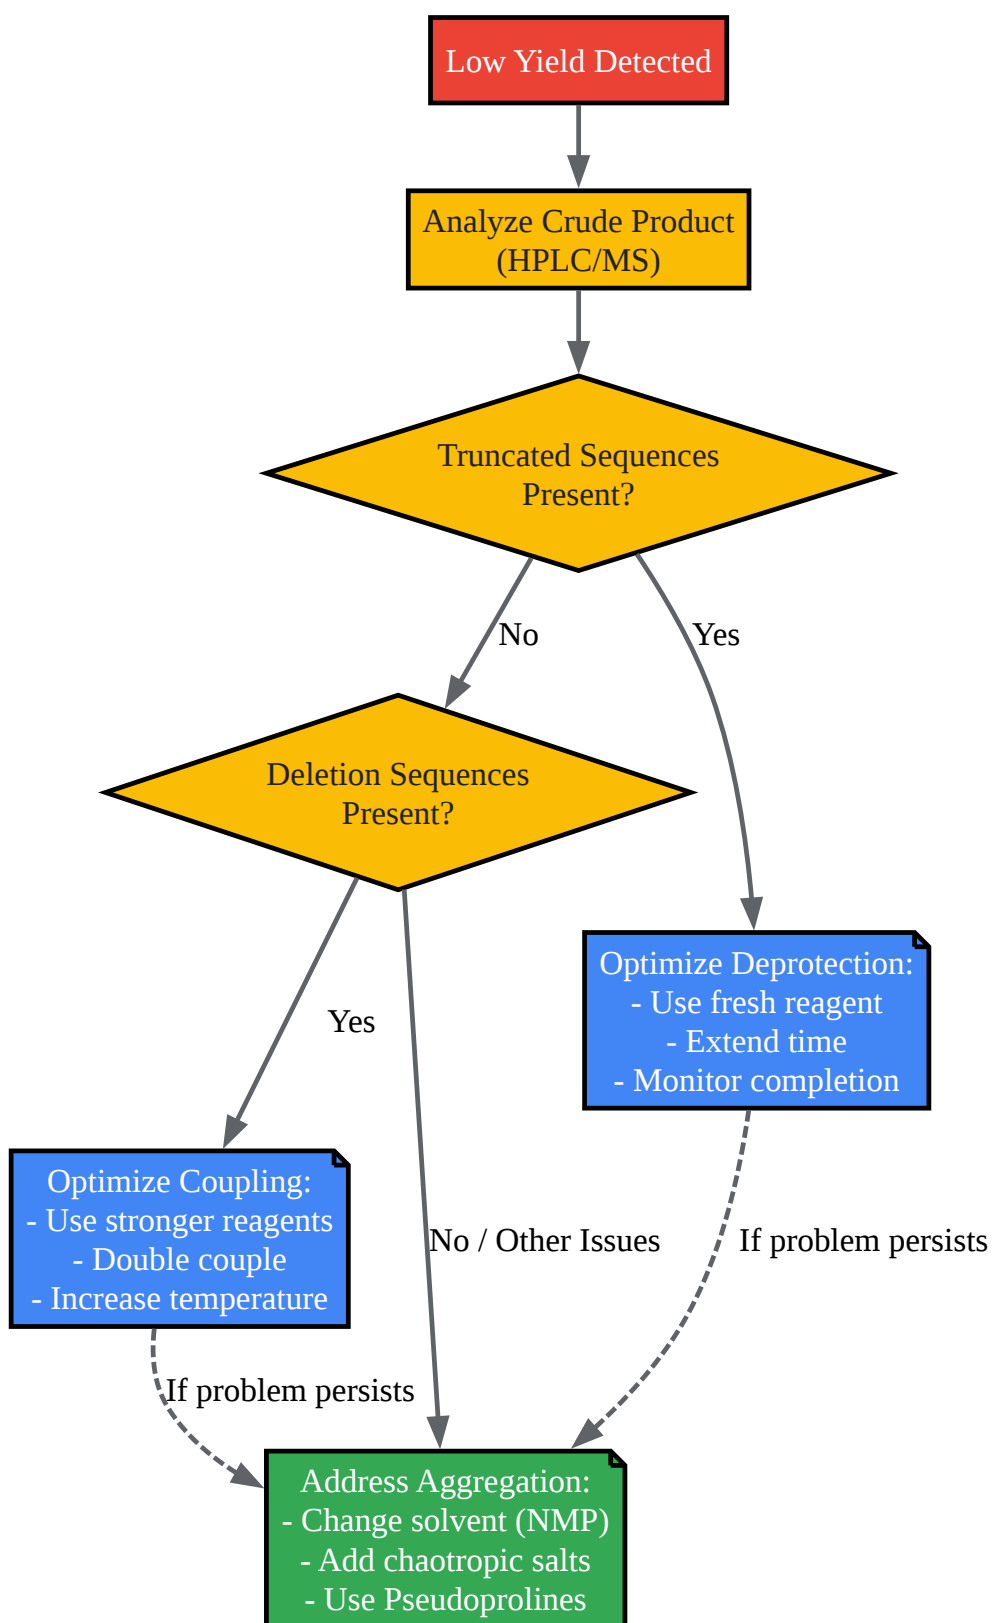 Low Yield Detected
Analyze Crude Product
(HPLC/MS)
Truncated Sequences
Present?
No
Yes
Deletion Sequences
Present?
Optimize Deprotection:
- Use fresh reagent
- Extend time
- Monitor completion
Yes
Optimize Coupling:
- Use stronger reagents
- Double couple
- Increase temperature
No / Other Issues
If problem persists
If problem persists
Address Aggregation:
- Change solvent (NMP)
- Add chaotropic salts
- Use Pseudoprolines